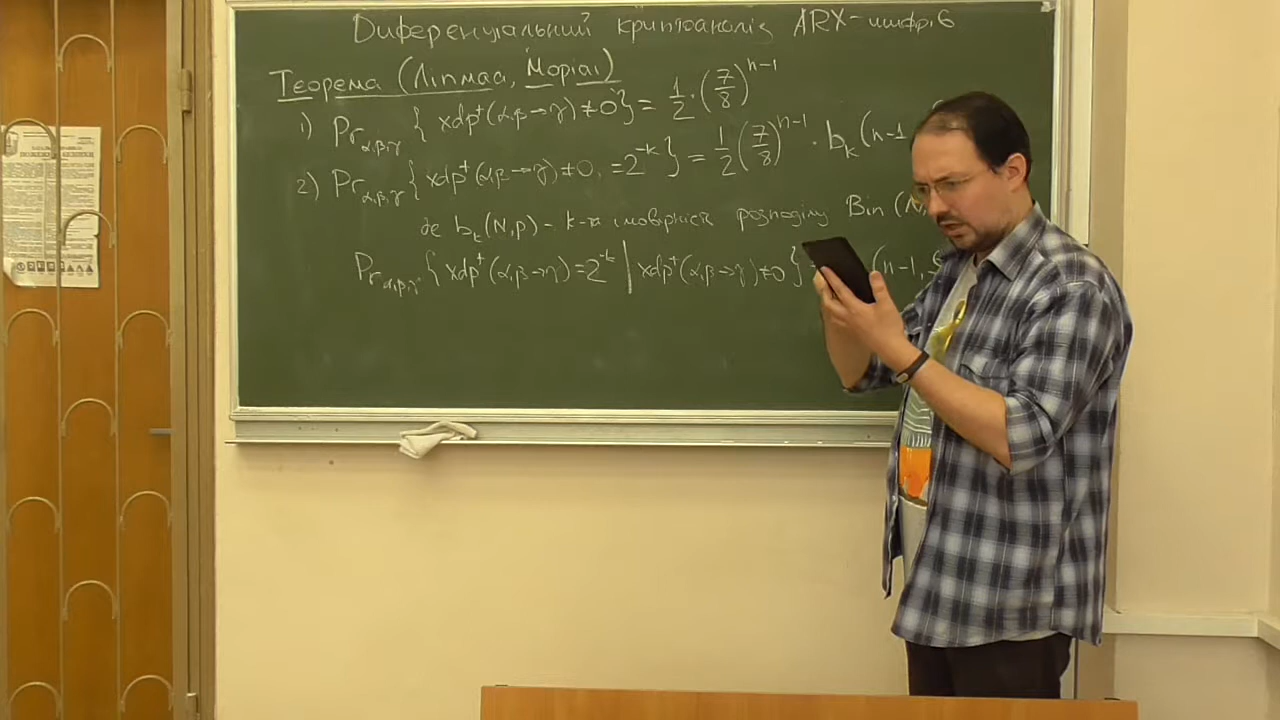 Диференціальний криптоаналіз ARX-шифрів
Теорема (Ліпмаа, Моріаі)
1) Pr_{α,β,γ} { xdp⁺(α,β→γ) ≠ 0 } = 1/2 · (7/8)^{n-1}
2) Pr_{α,β,γ} { xdp⁺(α,β→γ) ≠ 0, = 2^{-k} } = 1/2 (7/8)^{n-1} · b_k(n-1
де b_k(N,p) - k-та імовірність розподілу Bin (N,
Pr_{α,β,γ} { xdp⁺(α,β→γ) = 2^{-k} | xdp⁺(α,β→γ) ≠ 0 } = (n-1,